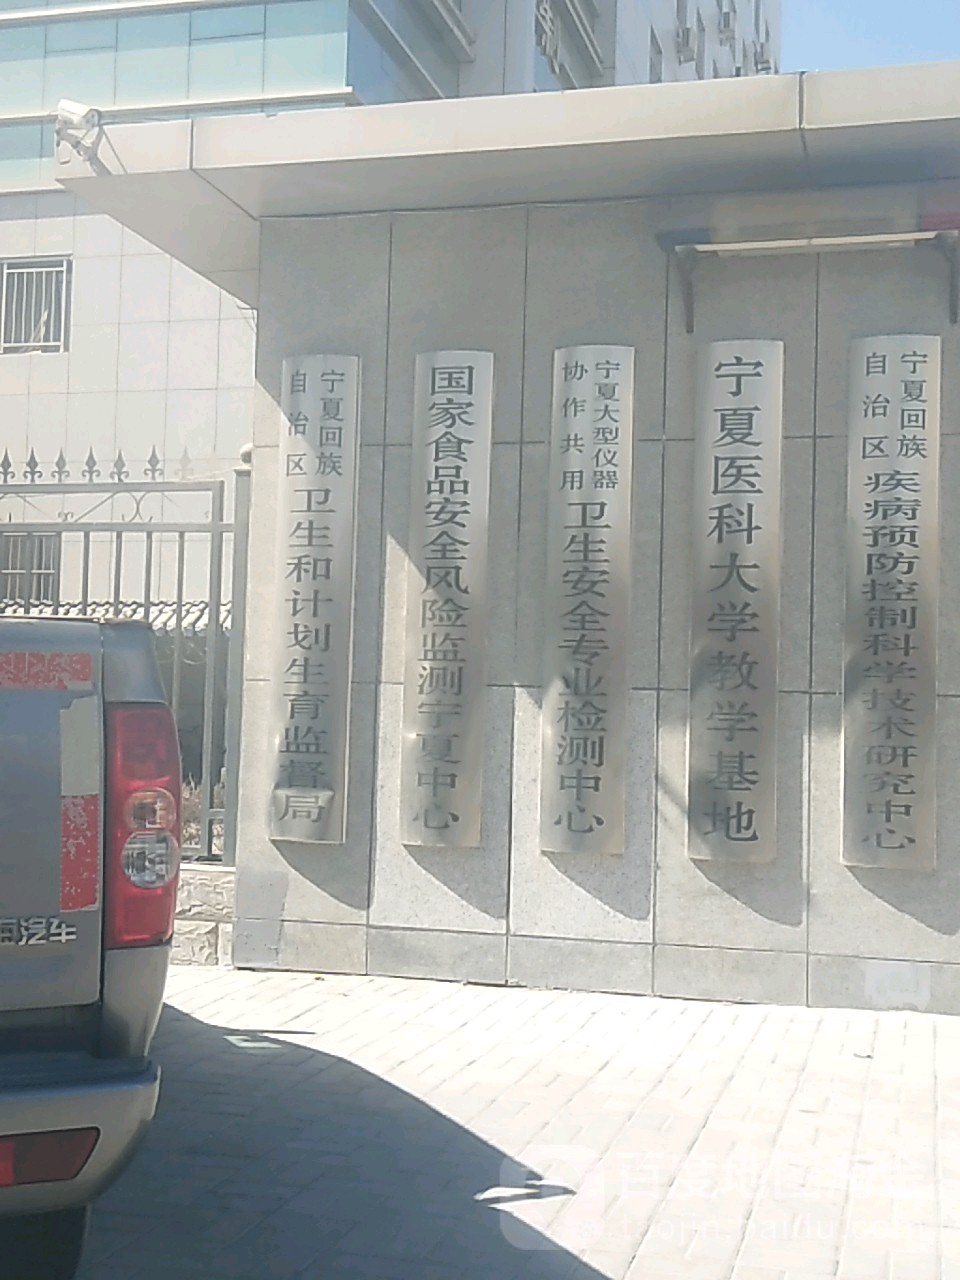 宁夏回族
自治区
卫生和计划生育监督局
国家食品安全风险监测宁夏中心
宁夏大型仪器
协作共用
卫生安全专业检测中心
宁夏医科大学教学基地
宁夏回族
自治区
疾病预防控制科学技术研究中心
汽车